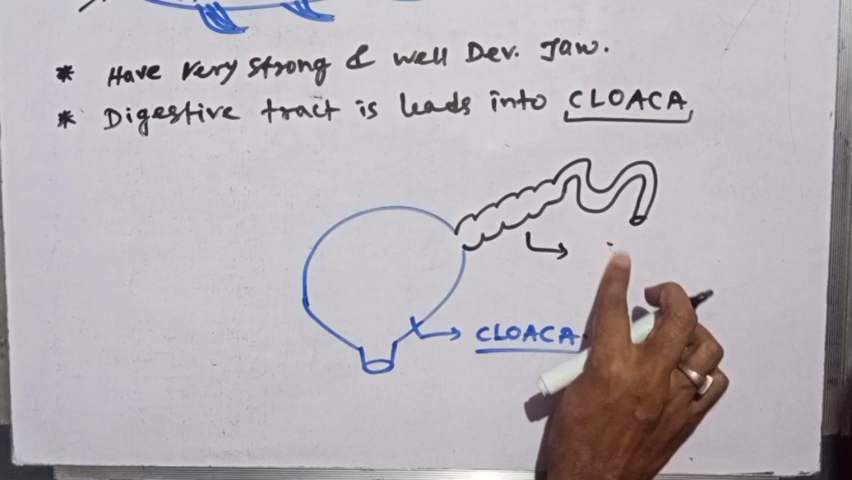 * Have very strong & well Dev. Jaw.
* Digestive tract is leads into CLOACA
CLOACA